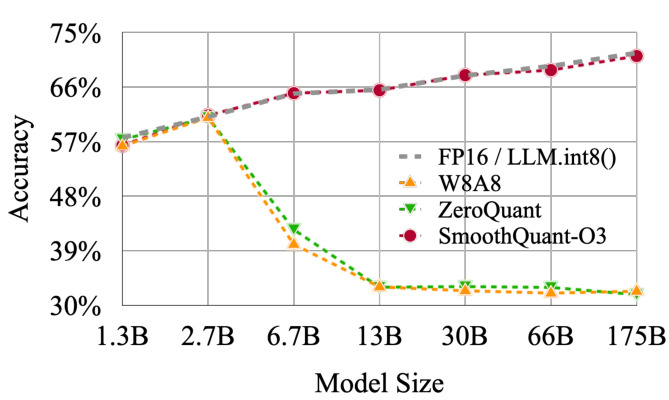 75%
66%
57%
48%
39%
30%
Accuracy
FP16 / LLM.int8()
W8A8
ZeroQuant
SmoothQuant-O3
1.3B 2.7B 6.7B 13B 30B 66B 175B
Model Size